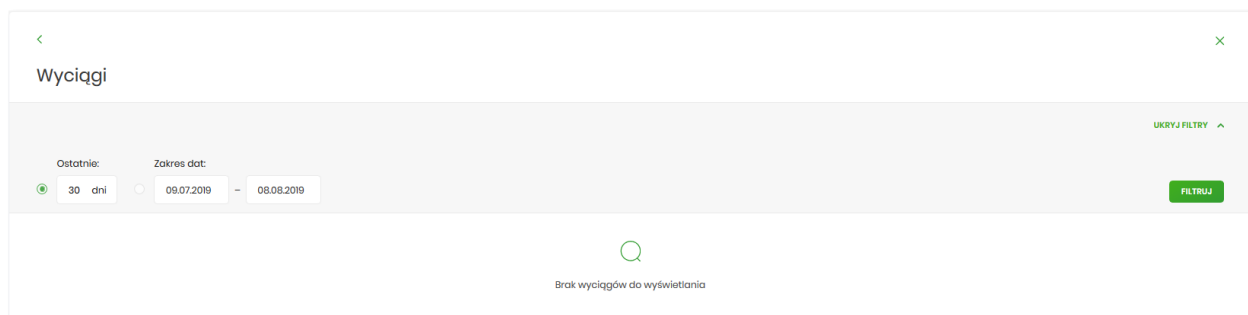 Wyciągi
UKRYJ FILTRY
Ostatnie: Zakres dat:
30 dni 09.07.2019 – 08.08.2019
FILTRUJ
Brak wyciągów do wyświetlania